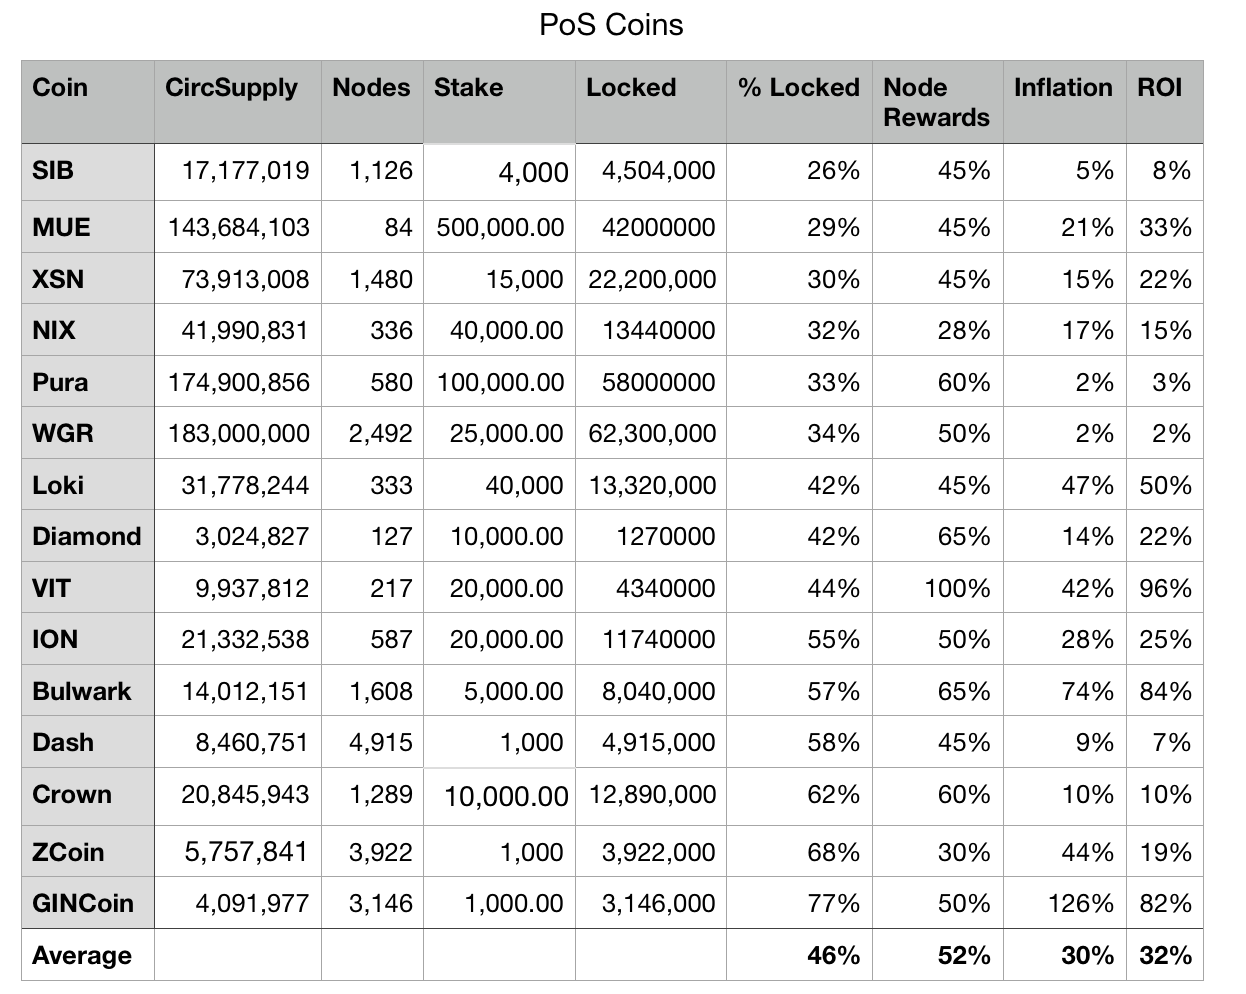 PoS Coins
Coin CircSupply Nodes Stake Locked % Locked Node Rewards Inflation ROI
SIB 17,177,019 1,126 4,000 4,504,000 26% 45% 5% 8%
MUE 143,684,103 84 500,000.00 42000000 29% 45% 21% 33%
XSN 73,913,008 1,480 15,000 22,200,000 30% 45% 15% 22%
NIX 41,990,831 336 40,000.00 13440000 32% 28% 17% 15%
Pura 174,900,856 580 100,000.00 58000000 33% 60% 2% 3%
WGR 183,000,000 2,492 25,000.00 62,300,000 34% 50% 2% 2%
Loki 31,778,244 333 40,000 13,320,000 42% 45% 47% 50%
Diamond 3,024,827 127 10,000.00 1270000 42% 65% 14% 22%
VIT 9,937,812 217 20,000.00 4340000 44% 100% 42% 96%
ION 21,332,538 587 20,000.00 11740000 55% 50% 28% 25%
Bulwark 14,012,151 1,608 5,000.00 8,040,000 57% 65% 74% 84%
Dash 8,460,751 4,915 1,000 4,915,000 58% 45% 9% 7%
Crown 20,845,943 1,289 10,000.00 12,890,000 62% 60% 10% 10%
ZCoin 5,757,841 3,922 1,000 3,922,000 68% 30% 44% 19%
GINCoin 4,091,977 3,146 1,000.00 3,146,000 77% 50% 126% 82%
Average 46% 52% 30% 32%